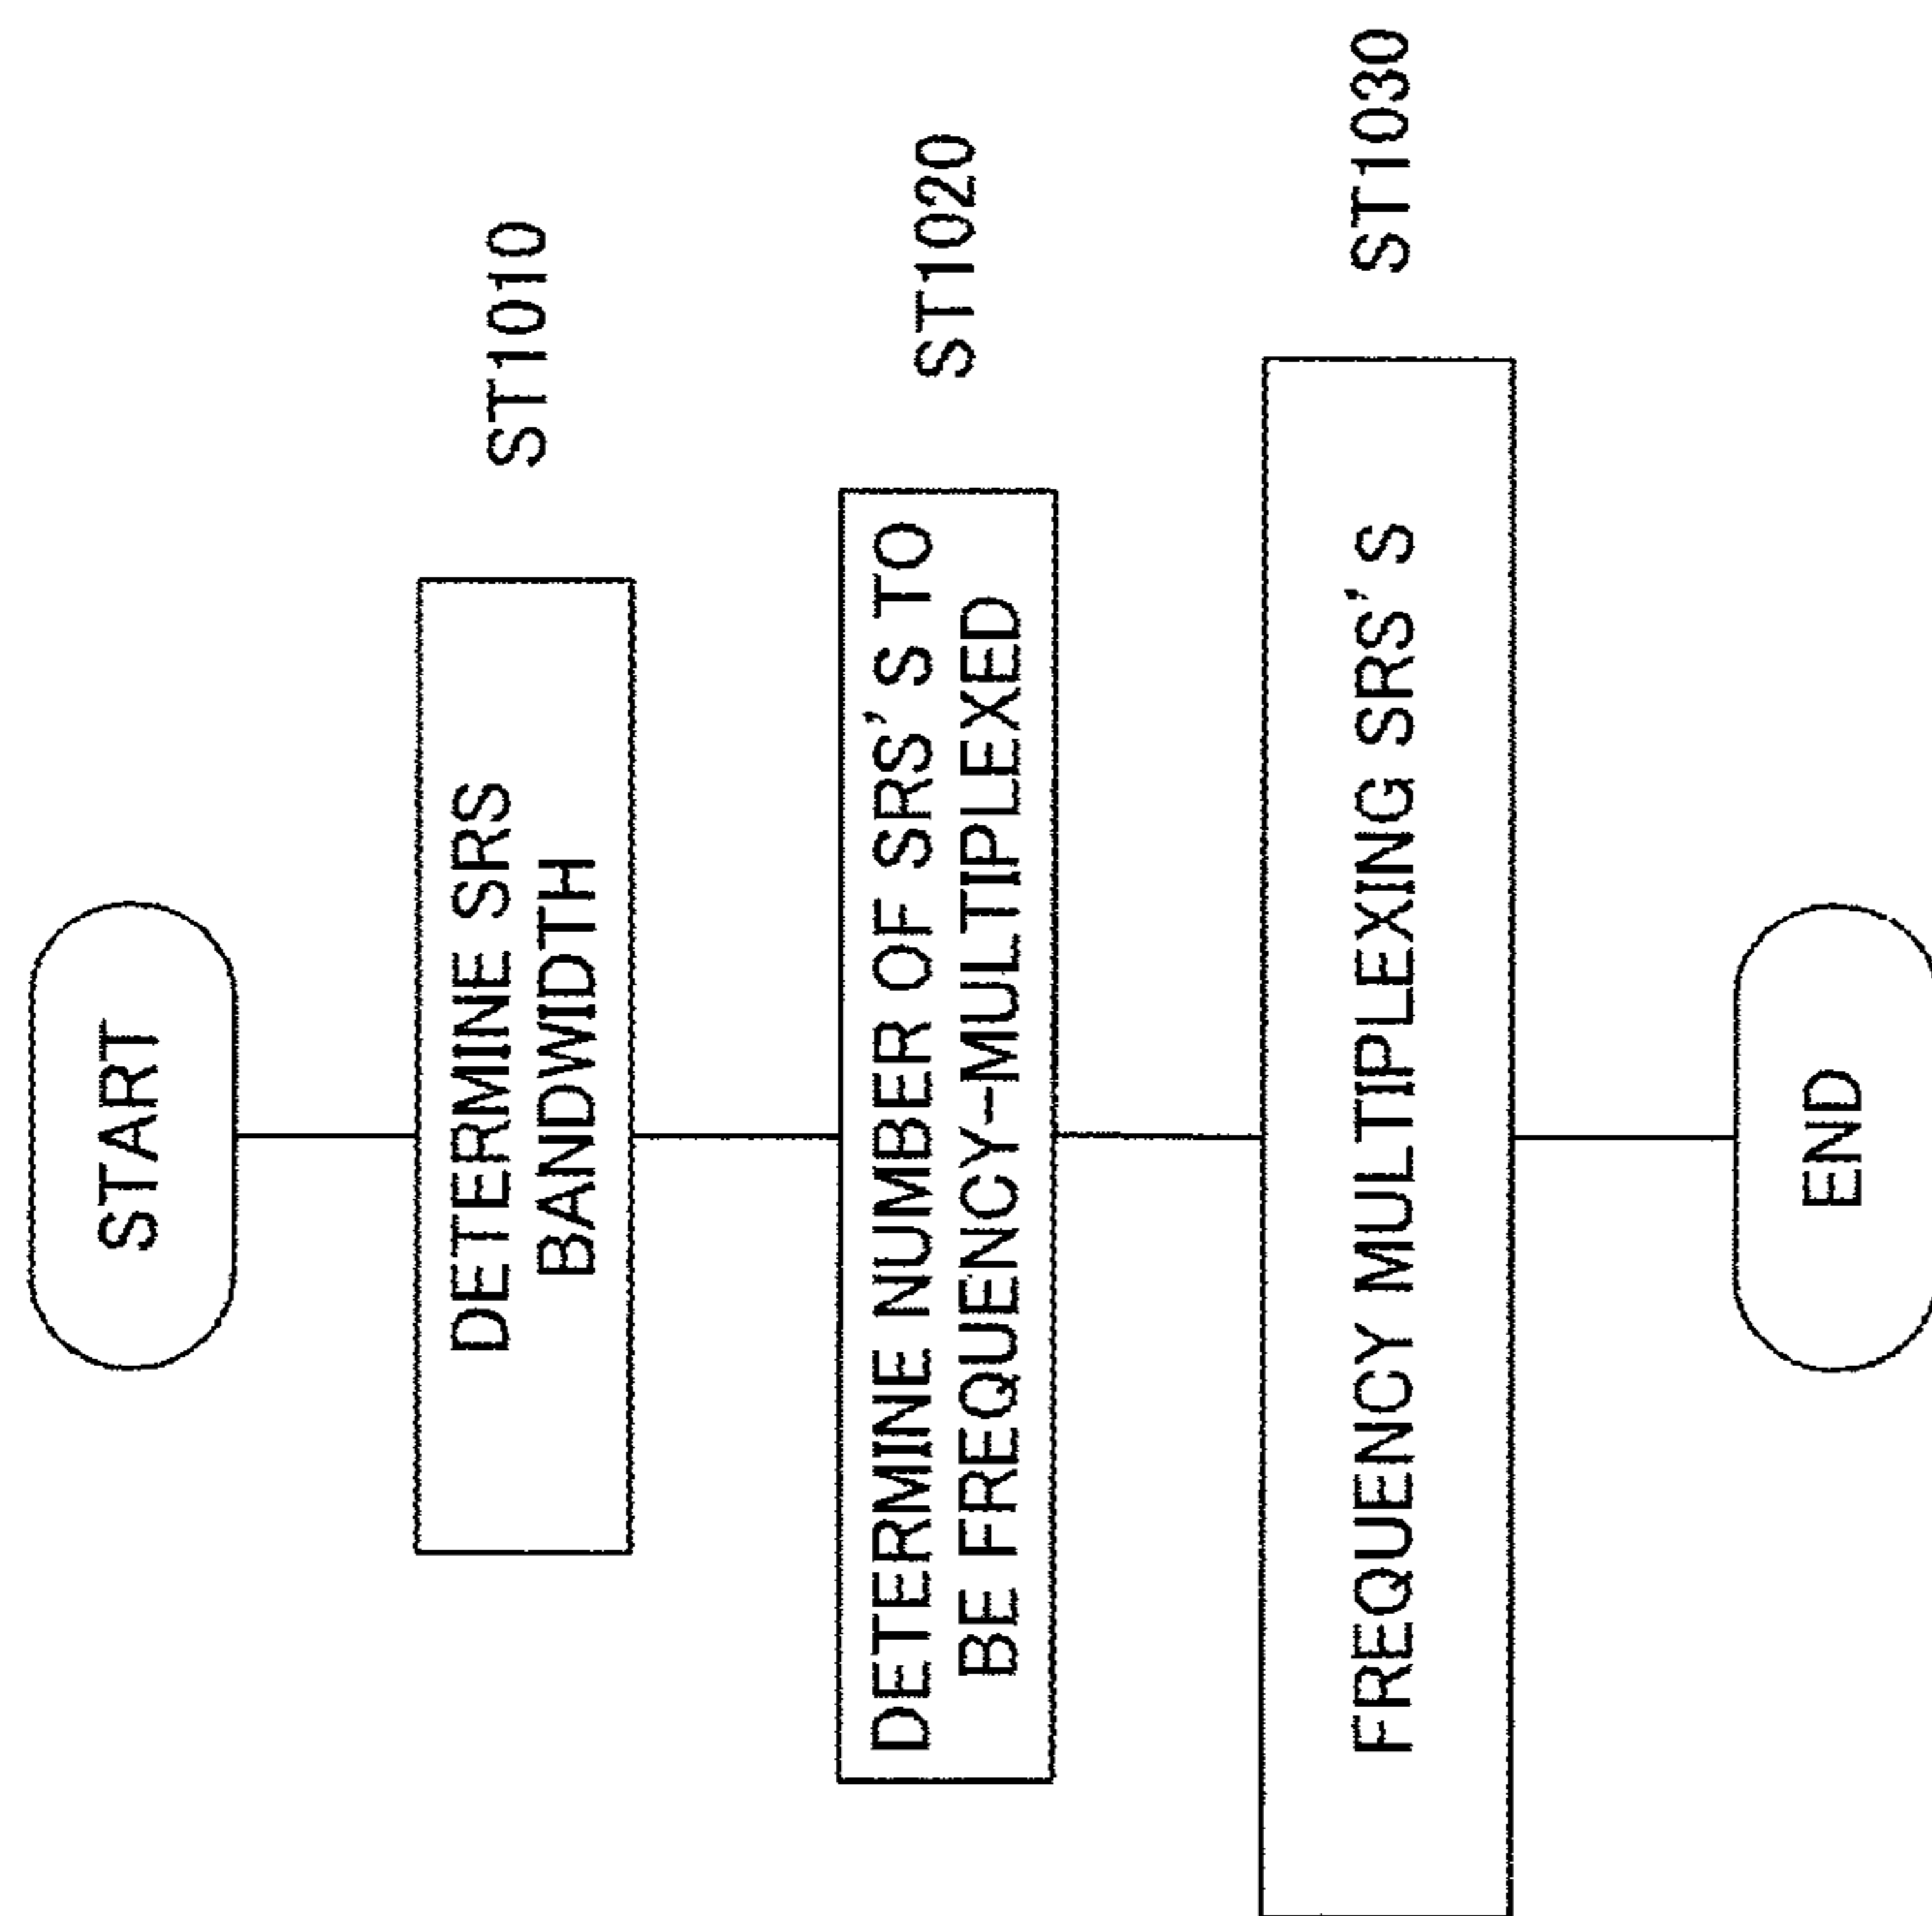 START
DETERMINE SRS
BANDWIDTH
ST1010
DETERMINE NUMBER OF SRS'S TO
BE FREQUENCY-MULTIPLEXED
ST1020
FREQUENCY MULTIPLEXING SRS'S
ST1030
END